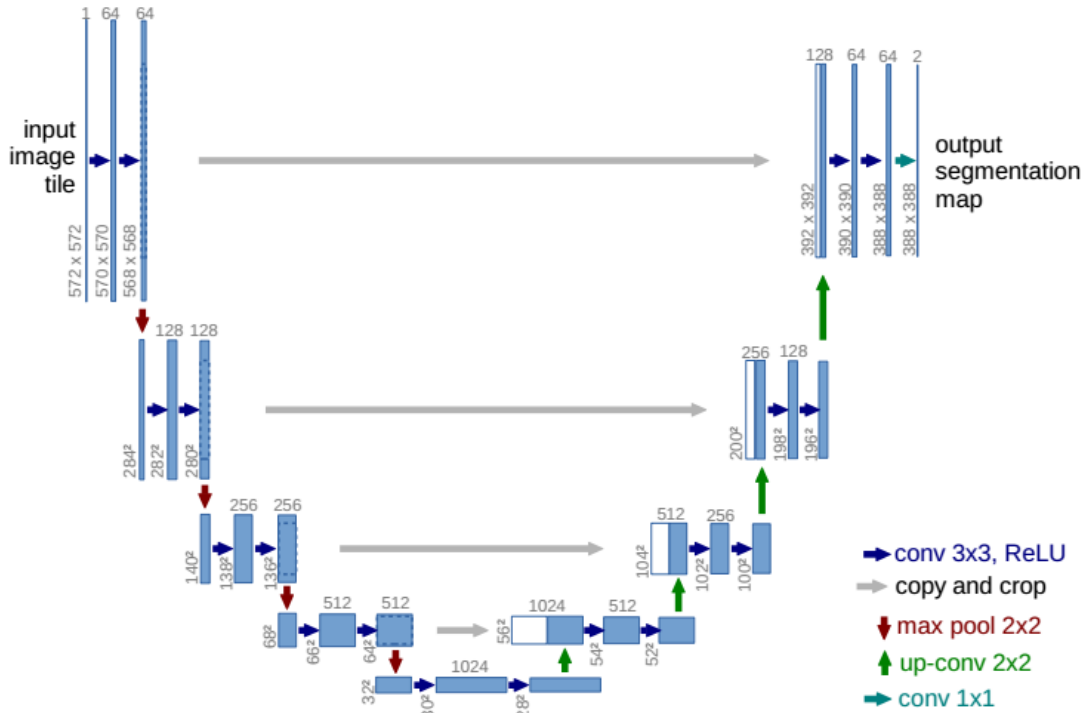 1 64 64
128 64 64 2
input
image
tile
output
segmentation
map
572 x 572
570 x 570
568 x 568
392 x 392
390 x 390
388 x 388
388 x 388
128 128
256 128
284²
282²
280²
200²
198²
196²
256 256
512 256
140²
138²
136²
104²
102²
100²
512 512
1024 512
68²
66²
64²
56²
54²
52²
1024
32²
30²
28²
conv 3x3, ReLU
copy and crop
max pool 2x2
up-conv 2x2
conv 1x1